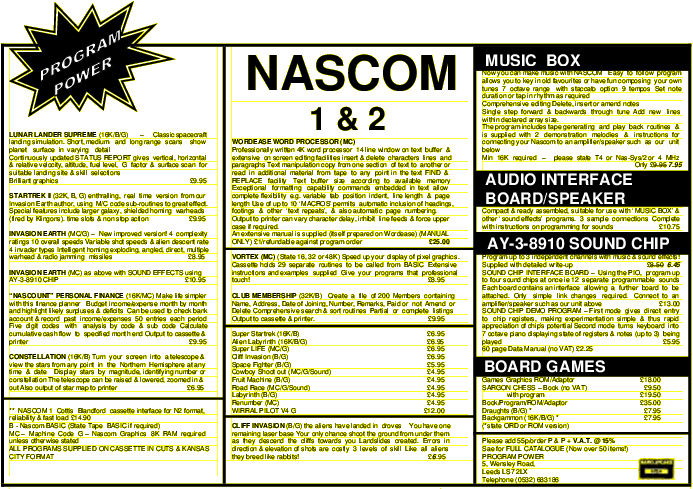 PROGRAM
POWER
LUNAR LANDER SUPREME (16K/B/G) – Classic spacecraft
landing simulation. Short, medium and longrange scans show
planet surface in varying detail
Continuously updated STATUS REPORT gives vertical, horizontal
& relative velocity, altitude, fuel level, G factor & surface scan for
suitable landing site & skill selections
Brilliant graphics £9.95
STARTREK II (32K, B, G) enthralling, real time version from our
Invasion Earth author, using M/C code sub-routines to great effect.
Special features include larger galaxy, shielded homing warheads
(fired by Klingons), time slots & non stop action £9.95
INVASION EARTH (MC/G) – New improved version! 4 complexity
ratings 10 overall speeds Variable shot speeds & alien descent rate
4 invader types Intelligent homing exploding, angled, direct, multiple
warhead & radio jamming missiles £8.95
INVASION EARTH (MC) as above with SOUND EFFECTS using
AY-3-8910 CHIP £10.95
"NASCOUNT" PERSONAL FINANCE (16K/MC) Make life simpler
with this finance planner Budget income/expense month by month
and highlight likely surpluses & deficits Can be used to check bank
account & record past income/expenses 50 entries each period
Five digit codes with analysis by code & sub code Calculate
cumulative cash flow to specified month end Output to cassette &
printer £9.95
CONSTELLATION (16K/B) Turn your screen into a telescope &
view the stars from any point in the Northern Hemisphere at any
time & date Display stars by magnitude, identifying number or
constellation The telescope can be raised & lowered, zoomed in &
out Also output of star map to printer £6.95
** NASCOM 1 Cottis Blandford cassette interface for N2 format,
reliability & fast load £14.90
B - Nascom BASIC (State Tape BASIC if required)
MC – Machine Code G – Nascom Graphics 8K RAM required
unless otherwise stated
ALL PROGRAMS SUPPLIED ON CASSETTE IN CUTS & KANSAS
CITY FORMAT
NASCOM
1 & 2
WORDEASE WORD PROCESSOR (MC)
Professionally written 4K word processor 14 line window on text buffer &
extensive on screen editing facilities insert & delete characters lines and
paragraphs Text manipulation copy from one section of text to another or
read in additional material from tape to any point in the text FIND &
REPLACE facility Text buffer size according to available memory
Exceptional formatting capability commands embedded in text allow
complete flexibility e.g. variable tab position indent, line length & page
length Use of up to 10 MACROS permits automatic inclusion of headings,
footings & other 'text repeats', & also automatic page numbering.
Output to printer can vary character delay, inhibit line feeds & force upper
case if required.
An extensive manual is supplied (itself prepared on Wordease) (MANUAL
ONLY) £1/refundable against program order £25.00
VORTEX (MC) (State 16, 32 or 48K) Speed up your display of pixel graphics.
Cassette holds 29 separate routines to be called from BASIC Extensive
instructions and examples supplied Give your programs that professional
touch! £8.95
CLUB MEMBERSHIP (32K/B) Create a file of 200 Members containing
Name, Address, Date of Joining, Number, Remarks, Paid or not Amend or
Delete Comprehensive search & sort routines Partial or complete listings
Output to cassette & printer. £9.95
Super Startrek (16K/B) £6.95
Alien Labyrinth (16K/B/G) £6.95
Super LIFE (MC/G) £6.95
Cliff Invasion (B/G) £6.95
Space Fighter (B/G) £5.95
Cowboy Shoot out (MC/G/Sound) £4.95
Fruit Machine (B/G) £4.95
Road Race (MC/G/Sound) £4.95
Labyrinth (B/G) £4.95
Renumber (MC/G) £4.95
WIRRAL PILOT V4 G £12.00
CLIFF INVASION (B/G) the aliens have landed in droves You have one
remaining laser base Your only chance shoot the ground from under them
as they descend the cliffs towards you Landslides created. Errors in
direction & elevation of shots are costly 3 levels of skill Like all aliens
they breed like rabbits! £6.95
MUSIC BOX
Now you can make music with NASCOM Easy to follow program
allows you to key in old favourites or have fun composing your own
tunes 7 octave range with staccato option 9 tempos Set note
duration or tap in rhythm as required
Comprehensive editing Delete, insert or amend notes
Single step forward & backwards through tune Add new lines
within declared array size.
The program includes tape generating and play back routines &
is supplied with 2 demonstration melodies & instructions for
connecting your Nascom to an amplifier/speaker such as our unit
below
Min 16K required – please state T4 or Nas-Sys/2 or 4 MHz
Only £9.95 7.95
AUDIO INTERFACE
BOARD/SPEAKER
Compact & ready assembled, suitable for use with 'MUSIC BOX' &
other 'sound effects' programs. 3 sample connections Complete
with instructions on programming for sounds £10.75
AY-3-8910 SOUND CHIP
Program up to 3 independent channels with music & sound effects!
Supplied with detailed write-up £8.50 6.45
SOUND CHIP INTERFACE BOARD – Using the PIO, program up
to four sound chips at once i.e 12 separate programmable sounds
Each board contains an interface allowing a further board to be
attached. Only simple link changes required. Connect to an
amplifier/speaker such as our unit above £13.00
SOUND CHIP DEMO PROGRAM – First mode gives direct entry
to chip registers, making experimentation simple & thus rapid
appreciation of chips potential Second mode turns keyboard into
7 octave piano displaying state of registers & notes (up to 3) being
played £5.95
60 page Data Manual (no VAT) £2.25
BOARD GAMES
Games Graphics ROM/Adaptor £18.00
SARGON CHESS – Book (no VAT) £9.50
with program £19.50
Book/Program/ROM/Adaptor £35.00
Draughts (B/G) * £7.95
Backgammon (16K/B/G) * £7.95
(*state ORD or ROM version)
Please add 55p/order P & P + V.A.T. @ 15%
Sae for FULL CATALOGUE (Now over 50 items!)
PROGRAM POWER
5, Wensley Road,
Leeds LS7 2LX
Telephone (0532) 683186